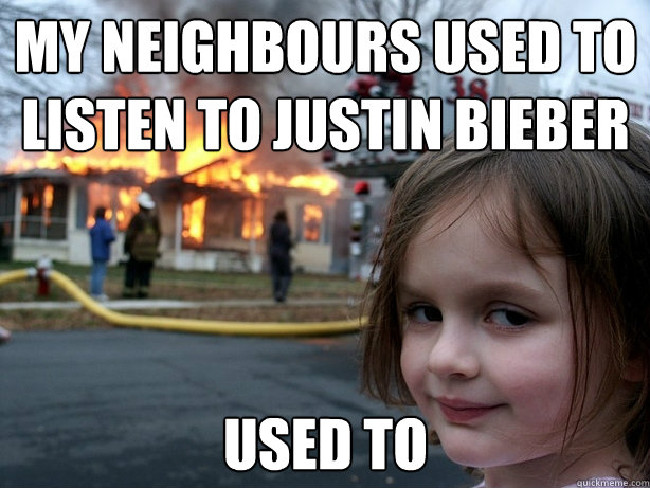 MY NEIGHBOURS USED TO
LISTEN TO JUSTIN BIEBER
USED TO
quickmeme.com